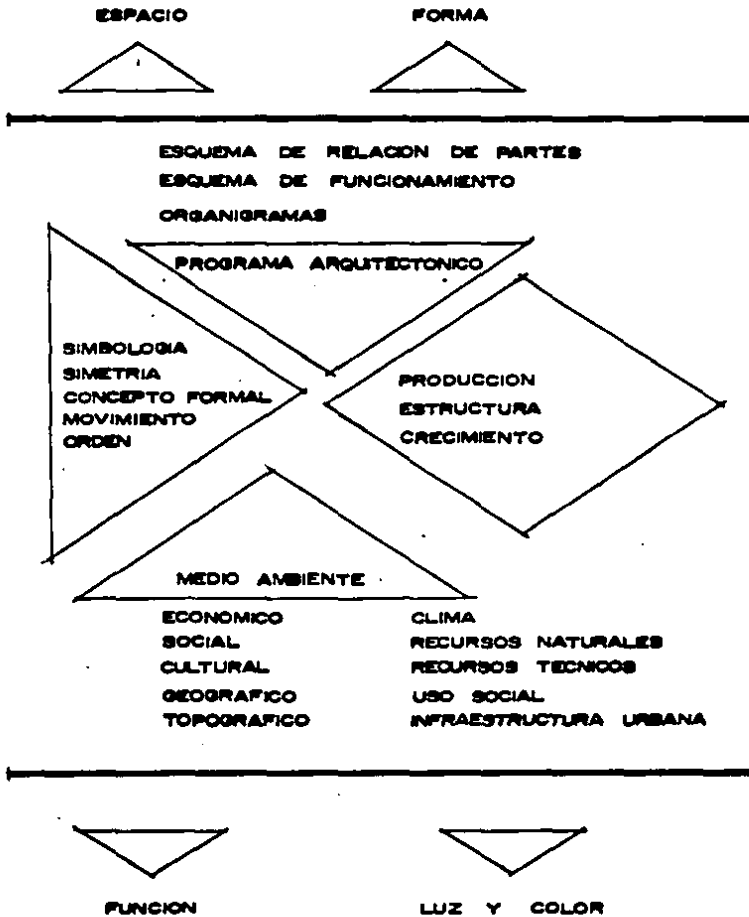 ESPACIO FORMA
ESQUEMA DE RELACION DE PARTES
ESQUEMA DE FUNCIONAMIENTO
ORGANIGRAMAS
PROGRAMA ARQUITECTONICO
SIMBOLOGIA
SIMETRIA
CONCEPTO FORMAL
MOVIMIENTO
ORDEN
PRODUCCION
ESTRUCTURA
CRECIMIENTO
MEDIO AMBIENTE
ECONOMICO CLIMA
SOCIAL RECURSOS NATURALES
CULTURAL RECURSOS TECNICOS
GEOGRAFICO USO SOCIAL
TOPOGRAFICO INFRAESTRUCTURA URBANA
FUNCION LUZ Y COLOR